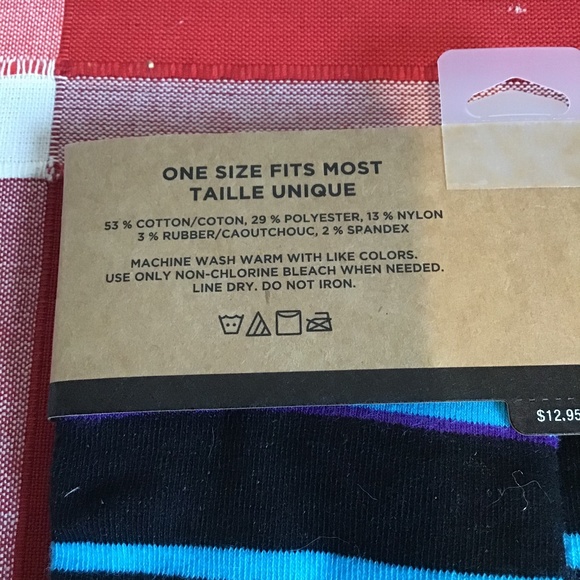 ONE SIZE FITS MOST
TAILLE UNIQUE
53 % COTTON/COTON, 29 % POLYESTER, 13 % NYLON
3 % RUBBER/CAOUTCHOUC, 2 % SPANDEX
MACHINE WASH WARM WITH LIKE COLORS.
USE ONLY NON-CHLORINE BLEACH WHEN NEEDED.
LINE DRY. DO NOT IRON.
$12.95